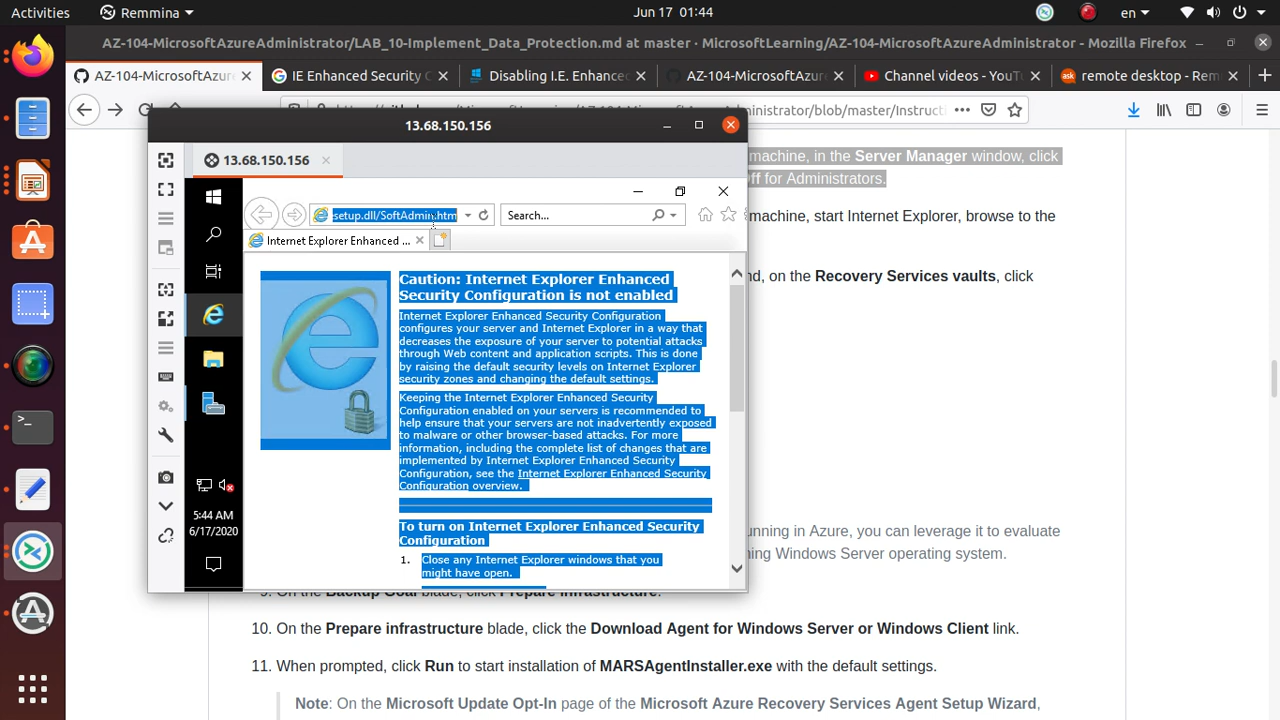 Activities
Remmina
Jun 17 01:44
en
AZ-104-MicrosoftAzureAdministrator/LAB_10-Implement_Data_Protection.md at master · MicrosoftLearning/AZ-104-MicrosoftAzureAdministrator - Mozilla Firefox
AZ-104-MicrosoftAzure
IE Enhanced Security C
Disabling I.E. Enhance
AZ-104-MicrosoftAzure
Channel videos - YouTu
remote desktop - Rem
ministrator/blob/master/Instructi
13.68.150.156
13.68.150.156
machine, in the Server Manager window, click
ff for Administrators.
machine, start Internet Explorer, browse to the
nd, on the Recovery Services vaults, click
-setup.dll/SoftAdmin.htm
Search...
Internet Explorer Enhanced ...
Caution: Internet Explorer Enhanced
Security Configuration is not enabled
Internet Explorer Enhanced Security Configuration
configures your server and Internet Explorer in a way that
decreases the exposure of your server to potential attacks
through Web content and application scripts. This is done
by raising the default security levels on Internet Explorer
security zones and changing the default settings.
Keeping the Internet Explorer Enhanced Security
Configuration enabled on your servers is recommended to
help ensure that your servers are not inadvertently exposed
to malware or other browser-based attacks. For more
information, including the complete list of changes that are
implemented by Internet Explorer Enhanced Security
Configuration, see the Internet Explorer Enhanced Security
Configuration overview.
To turn on Internet Explorer Enhanced Security
Configuration
1. Close any Internet Explorer windows that you
might have open.
5:44 AM
6/17/2020
unning in Azure, you can leverage it to evaluate
ning Windows Server operating system.
9. On the Backup Goal blade, click Prepare infrastructure.
10. On the Prepare infrastructure blade, click the Download Agent for Windows Server or Windows Client link.
11. When prompted, click Run to start installation of MARSAgentInstaller.exe with the default settings.
Note: On the Microsoft Update Opt-In page of the Microsoft Azure Recovery Services Agent Setup Wizard,